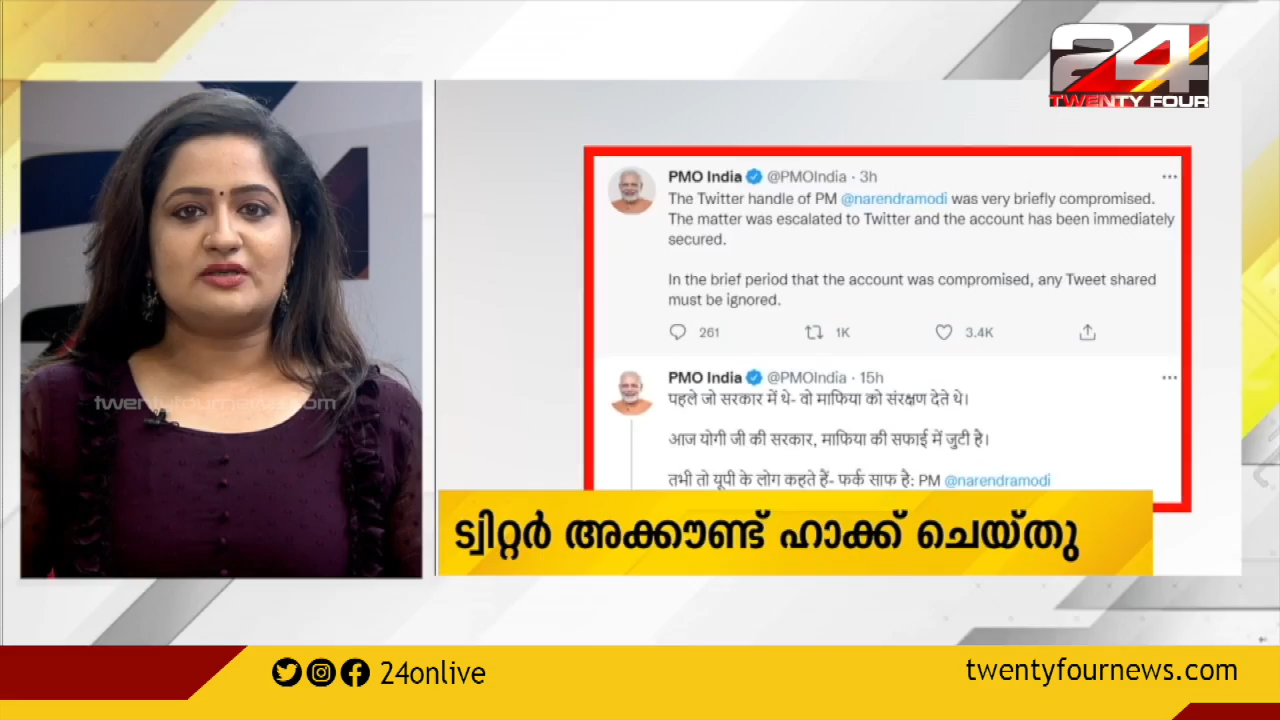 24
TWENTY FOUR
PMO India @PMOIndia · 3h
The Twitter handle of PM @narendramodi was very briefly compromised.
The matter was escalated to Twitter and the account has been immediately
secured.
In the brief period that the account was compromised, any Tweet shared
must be ignored.
261 1K 3.4K
PMO India @PMOIndia · 15h
पहले जो सरकार में थे- वो माफिया को संरक्षण देते थे।
आज योगी जी की सरकार, माफिया की सफाई में जुटी है।
तभी तो यूपी के लोग कहते हैं- फर्क साफ है: PM @narendramodi
twentyfournews.com
ട്വിറ്റർ അക്കൗണ്ട് ഹാക്ക് ചെയ്തു
24onlive
twentyfournews.com